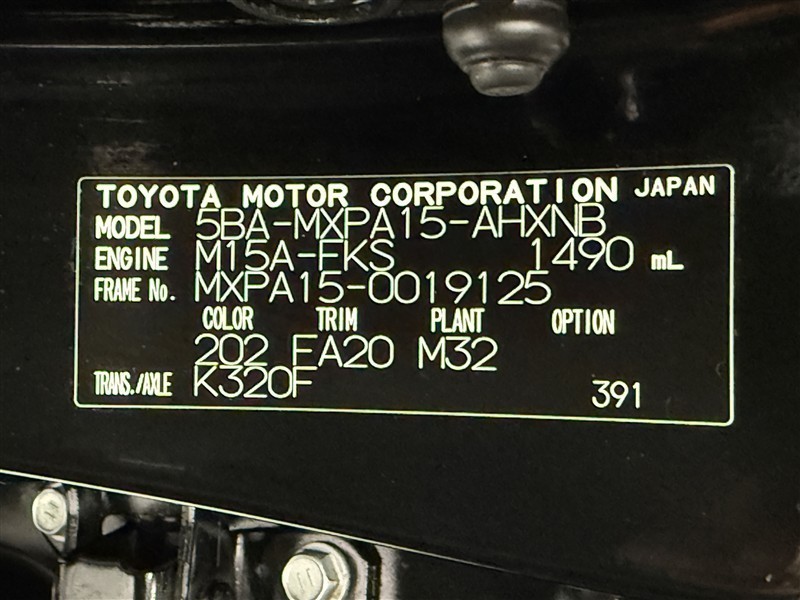 TOYOTA MOTOR CORPORATION JAPAN
MODEL 5BA-MXPA15-AHXNB
ENGINE M15A-FKS 1490 mL
FRAME No. MXPA15-0019125
COLOR TRIM PLANT OPTION
202 FA20 M32
TRANS./AXLE K320F 391